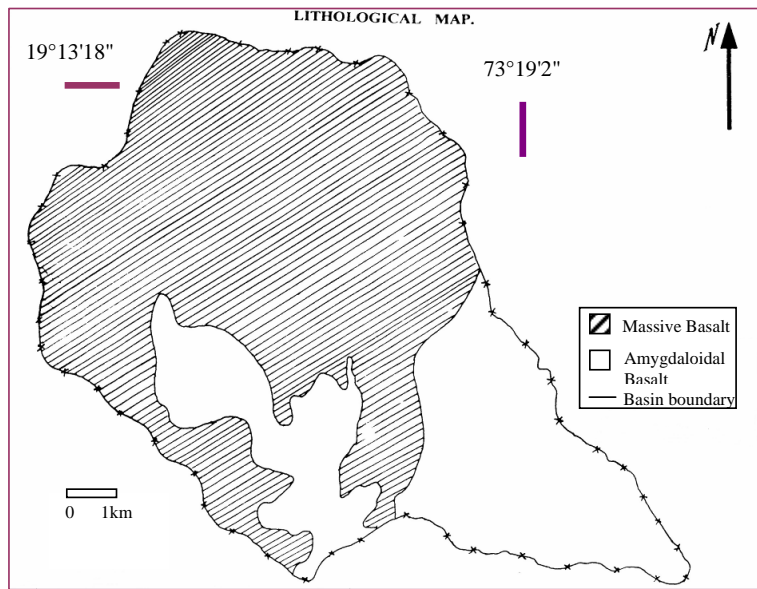 LITHOLOGICAL MAP.
19°13'18"
73°19'2"
N
Massive Basalt
Amygdaloidal
Basalt
Basin boundary
0 1km